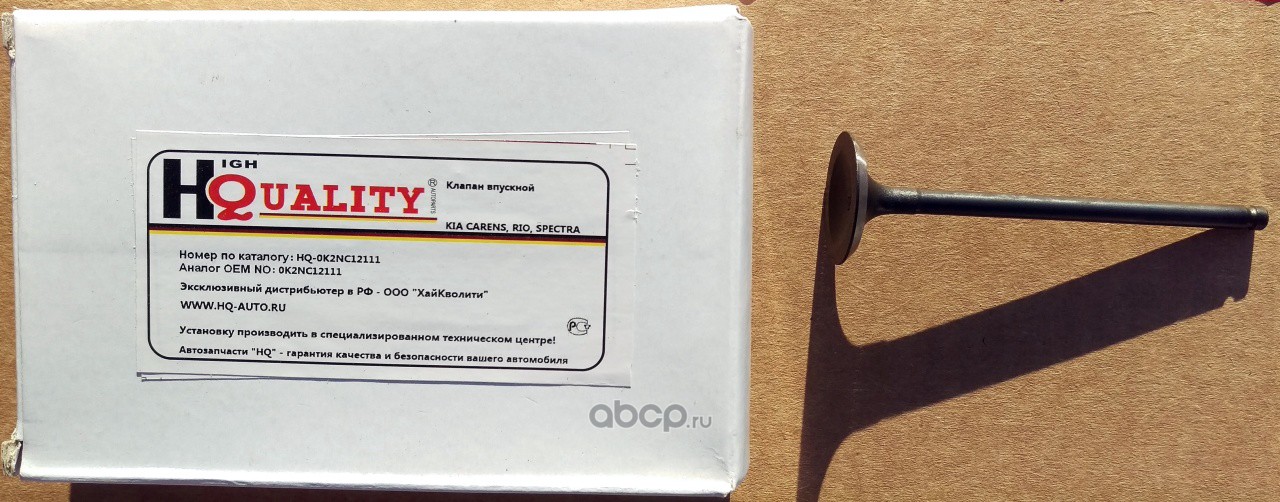 HIGH
QUALITY
AUTOPARTS
Клапан впускной
KIA CARENS, RIO, SPECTRA
Номер по каталогу: HQ-0K2NC12111
Аналог OEM NO: 0K2NC12111
Эксклюзивный дистрибьютер в РФ - ООО "ХайКволити"
WWW.HQ-AUTO.RU
Установку производить в специализированном техническом центре!
Автозапчасти "HQ" - гарантия качества и безопасности вашего автомобиля
abcp.ru